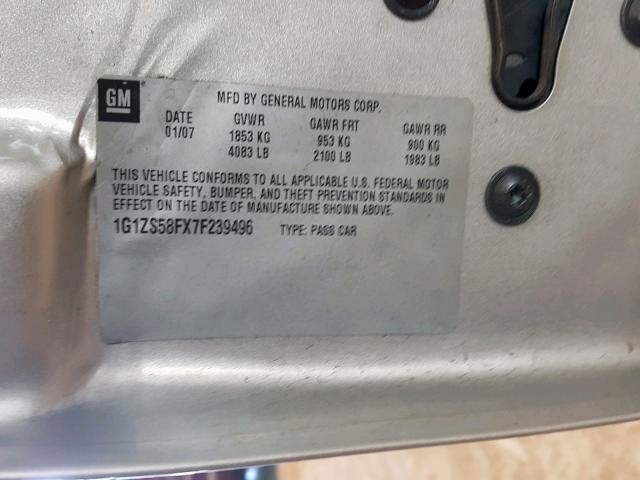 GM
MFD BY GENERAL MOTORS CORP.
DATE GVWR GAWR FRT GAWR RR
01/07 1853 KG 953 KG 900 KG
4083 LB 2100 LB 1983 LB
THIS VEHICLE CONFORMS TO ALL APPLICABLE U.S. FEDERAL MOTOR
VEHICLE SAFETY, BUMPER, AND THEFT PREVENTION STANDARDS IN
EFFECT ON THE DATE OF MANUFACTURE SHOWN ABOVE.
1G1ZS58FX7F239496 TYPE: PASS CAR